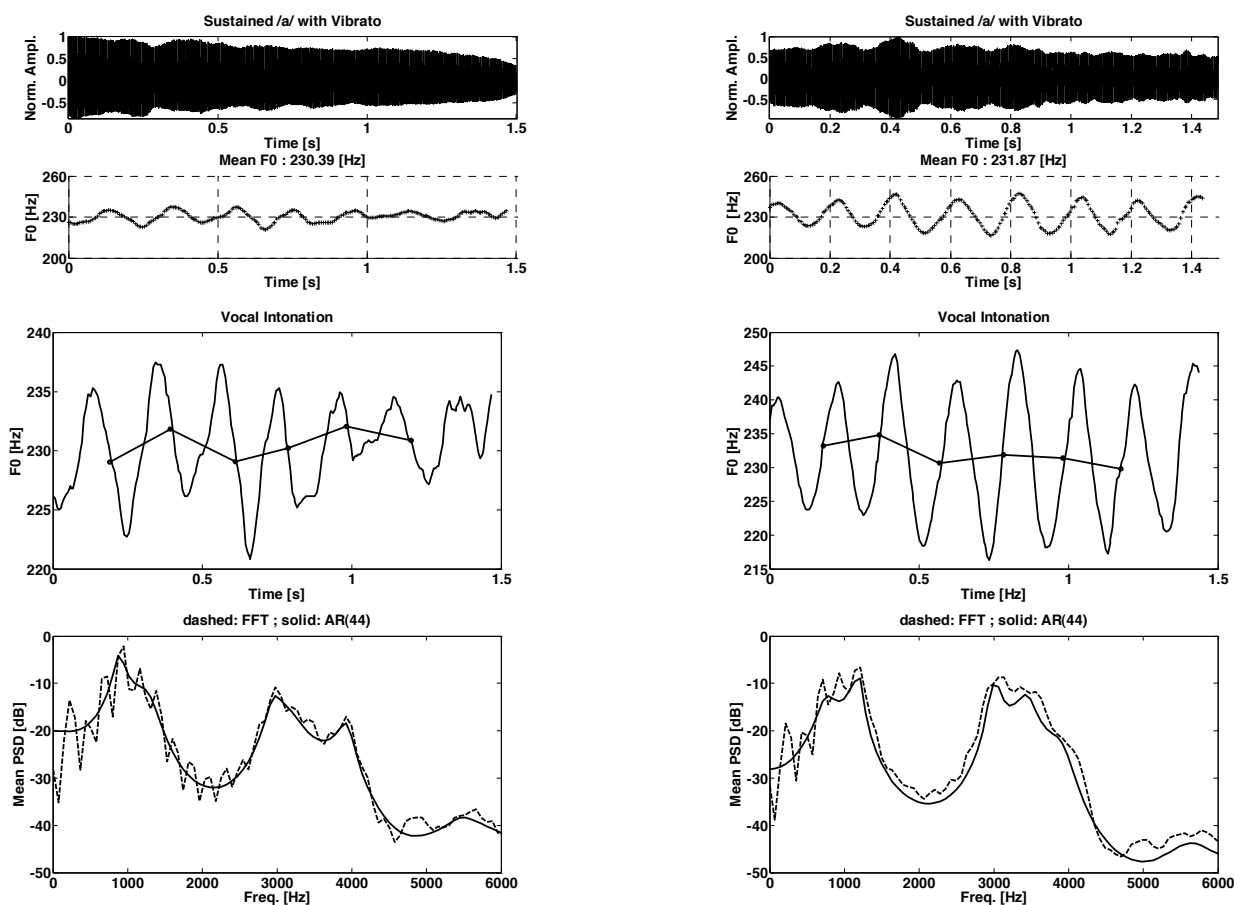 Sustained /a/ with Vibrato
Norm. Ampl.
1
0.5
0
-0.5
0 0.5 1 1.5
Time [s]
Mean F0 : 230.39 [Hz]
F0 [Hz]
260
230
200
0 0.5 1 1.5
Time [s]
Vocal Intonation
F0 [Hz]
240
235
230
225
220
0 0.5 1 1.5
Time [s]
dashed: FFT ; solid: AR(44)
Mean PSD [dB]
0
-10
-20
-30
-40
-50
0 1000 2000 3000 4000 5000 6000
Freq. [Hz]
Sustained /a/ with Vibrato
Norm. Ampl.
1
0.5
0
-0.5
0 0.2 0.4 0.6 0.8 1 1.2 1.4
Time [s]
Mean F0 : 231.87 [Hz]
F0 [Hz]
260
230
200
0 0.2 0.4 0.6 0.8 1 1.2 1.4
Time [s]
Vocal Intonation
F0 [Hz]
250
245
240
235
230
225
220
215
0 0.5 1 1.5
Time [Hz]
dashed: FFT ; solid: AR(44)
Mean PSD [dB]
0
-10
-20
-30
-40
-50
0 1000 2000 3000 4000 5000 6000
Freq. [Hz]